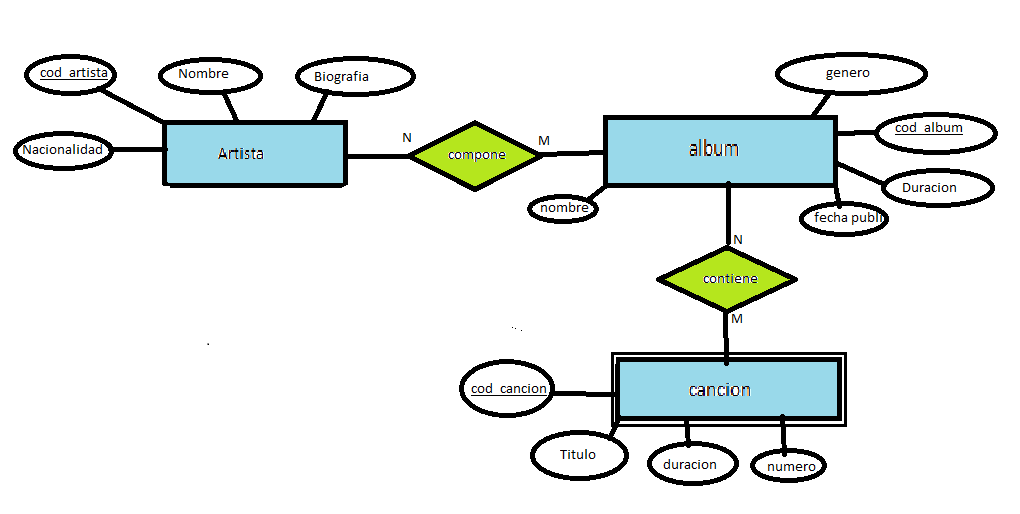 cod_artista
Nombre
Biografia
genero
Nacionalidad
Artista
N
compone
M
album
cod_album
Duracion
nombre
fecha publi
N
contiene
M
cod_cancion
cancion
Titulo
duracion
numero